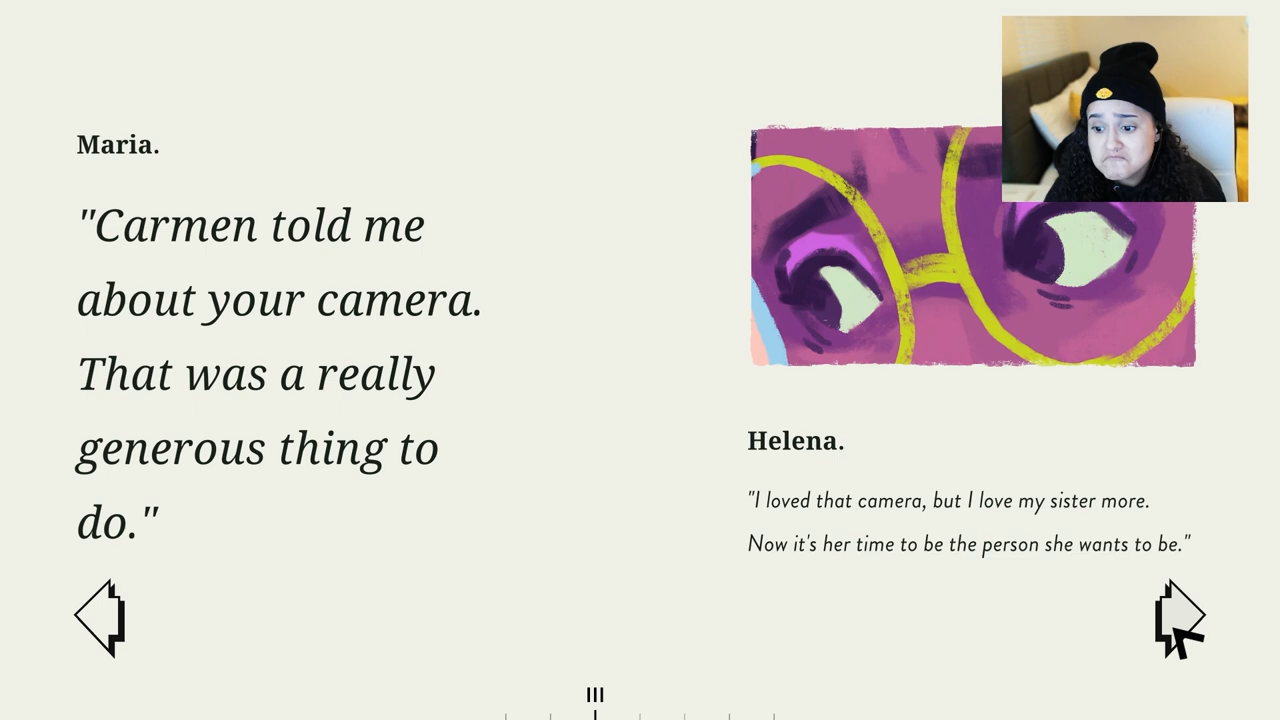 Maria.
"Carmen told me
about your camera.
That was a really
generous thing to
do."
Helena.
"I loved that camera, but I love my sister more.
Now it's her time to be the person she wants to be."
III